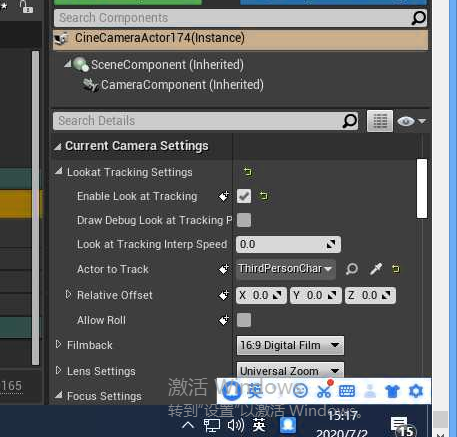 Search Components
CineCameraActor174(Instance)
SceneComponent (Inherited)
CameraComponent (Inherited)
Search Details
Current Camera Settings
Lookat Tracking Settings
Enable Look at Tracking
Draw Debug Look at Tracking P
Look at Tracking Interp Speed 0.0
Actor to Track ThirdPersonChar
Relative Offset X 0.0 Y 0.0 Z 0.0
Allow Roll
Filmback 16:9 Digital Film
Lens Settings Universal Zoom
165
激活 Windows
英
Focus Settings
转到"设置"以激活 Windows
英
15:17
2020/7/2
15